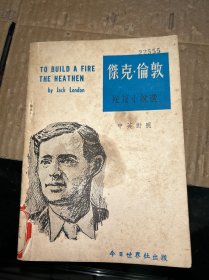 22555
TO BUILD A FIRE
THE HEATHEN
by Jack London
傑克·倫敦
短篇小說選
中英對照
今日世界社出版